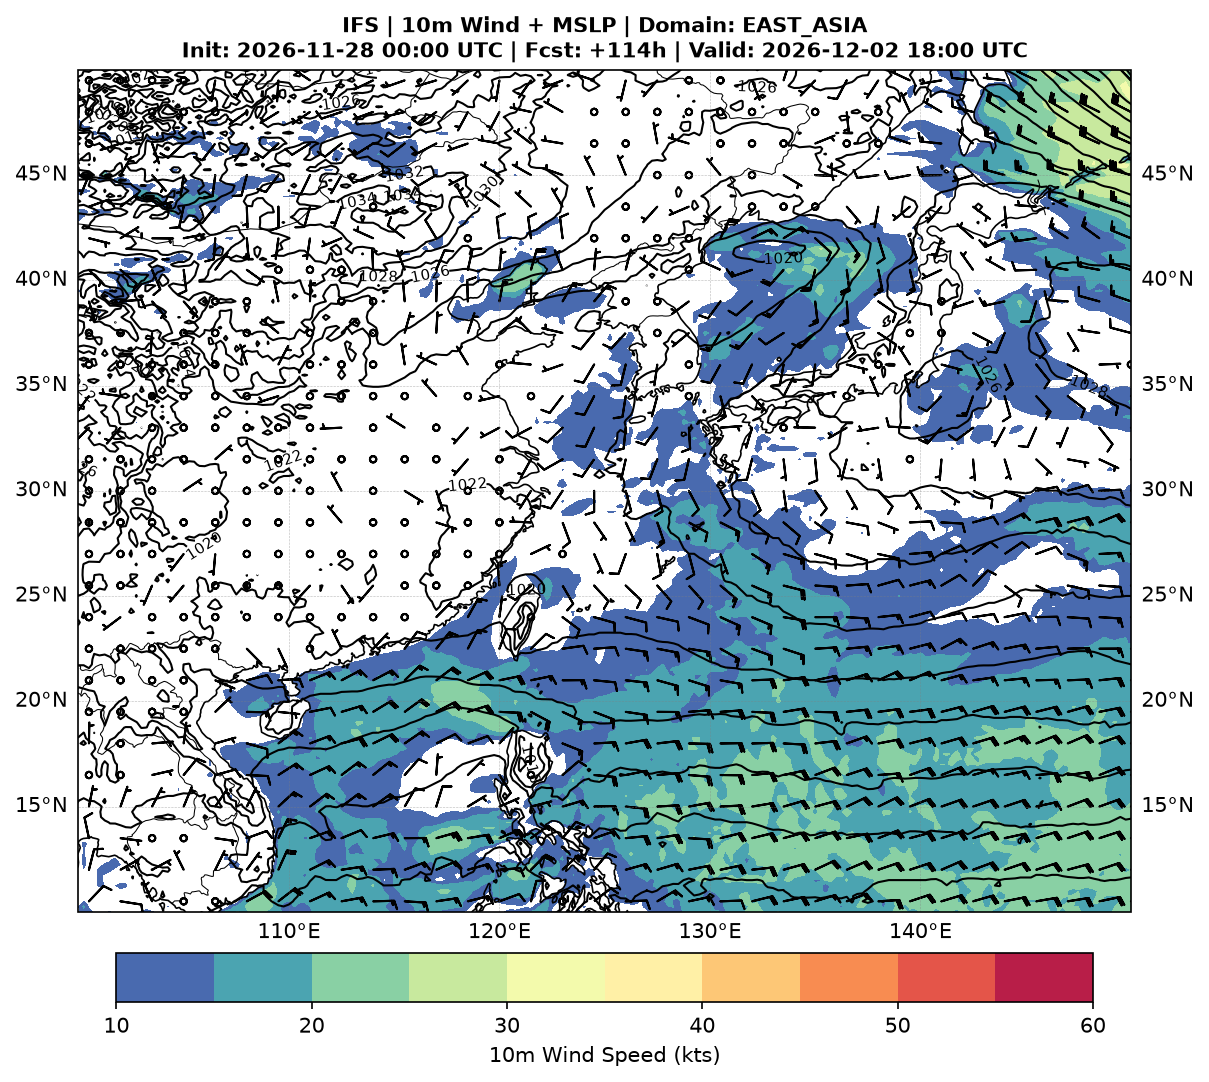 IFS | 10m Wind + MSLP | Domain: EAST_ASIA
Init: 2026-11-28 00:00 UTC | Fcst: +114h | Valid: 2026-12-02 18:00 UTC
1026
1026
1032
1030
1034
1034
45°N
45°N
1020
1028
1026
40°N
40°N
1026
1028
35°N
35°N
1022
1022
30°N
30°N
1020
1020
25°N
25°N
20°N
20°N
15°N
15°N
110°E
120°E
130°E
140°E
10
20
30
40
50
60
10m Wind Speed (kts)